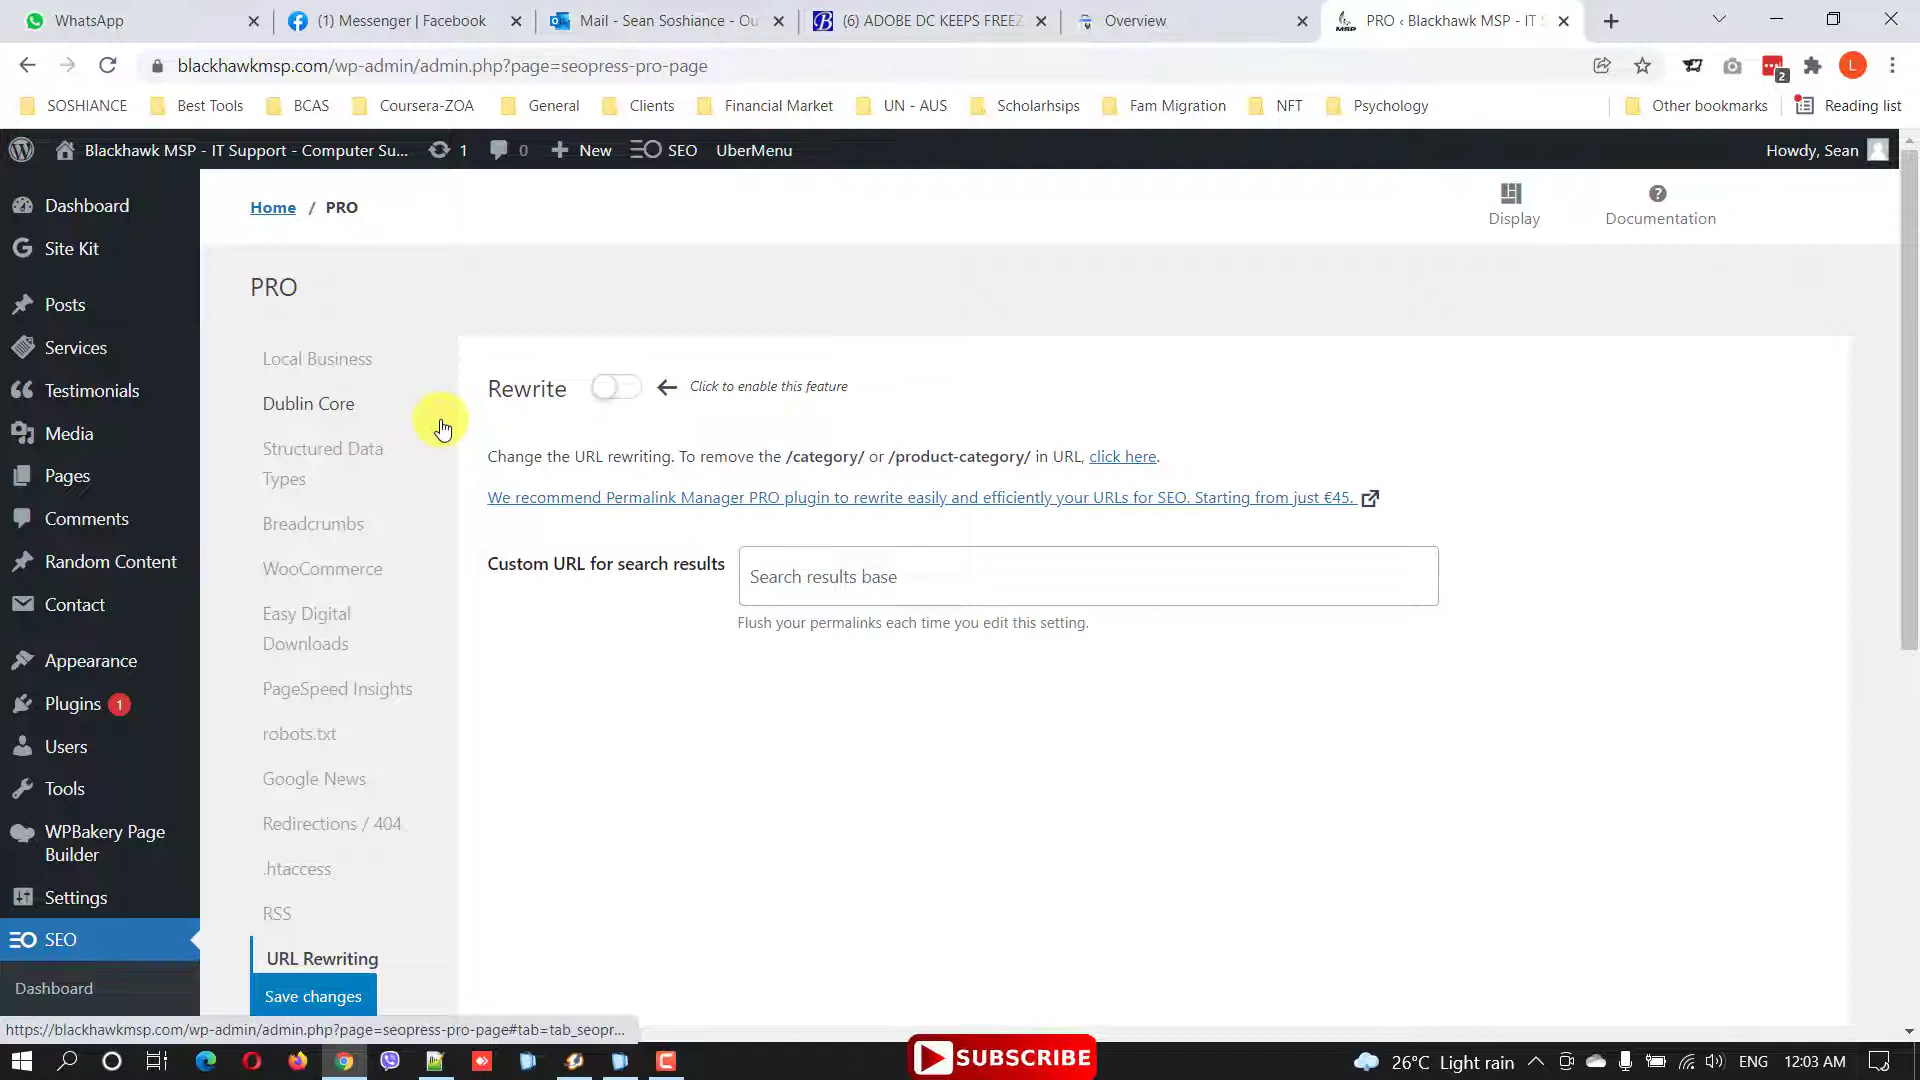 WhatsApp
(1) Messenger | Facebook
Mail - Sean Soshiance - Ou
(6) ADOBE DC KEEPS FREEZ
Overview
PRO ‹ Blackhawk MSP - IT S
blackhawkmsp.com/wp-admin/admin.php?page=seopress-pro-page
2
L
SOSHIANCE
Best Tools
BCAS
Coursera-ZOA
General
Clients
Financial Market
UN - AUS
Scholarhsips
Fam Migration
NFT
Psychology
Other bookmarks
Reading list
Blackhawk MSP - IT Support - Computer Su...
1
0
New
SEO
UberMenu
Howdy, Sean
Dashboard
Site Kit
Posts
Services
Testimonials
Media
Pages
Comments
Random Content
Contact
Appearance
Plugins 1
Users
Tools
WPBakery Page
Builder
Settings
SEO
Dashboard
Home / PRO
Display
Documentation
PRO
Local Business
Dublin Core
Structured Data
Types
Breadcrumbs
WooCommerce
Easy Digital
Downloads
PageSpeed Insights
robots.txt
Google News
Redirections / 404
.htaccess
RSS
URL Rewriting
Save changes
Rewrite
Click to enable this feature
Change the URL rewriting. To remove the /category/ or /product-category/ in URL, click here.
We recommend Permalink Manager PRO plugin to rewrite easily and efficiently your URLs for SEO. Starting from just €45.
Custom URL for search results
Search results base
Flush your permalinks each time you edit this setting.
https://blackhawkmsp.com/wp-admin/admin.php?page=seopress-pro-page#tab=tab_seopr...
SUBSCRIBE
26°C Light rain
ENG
12:03 AM